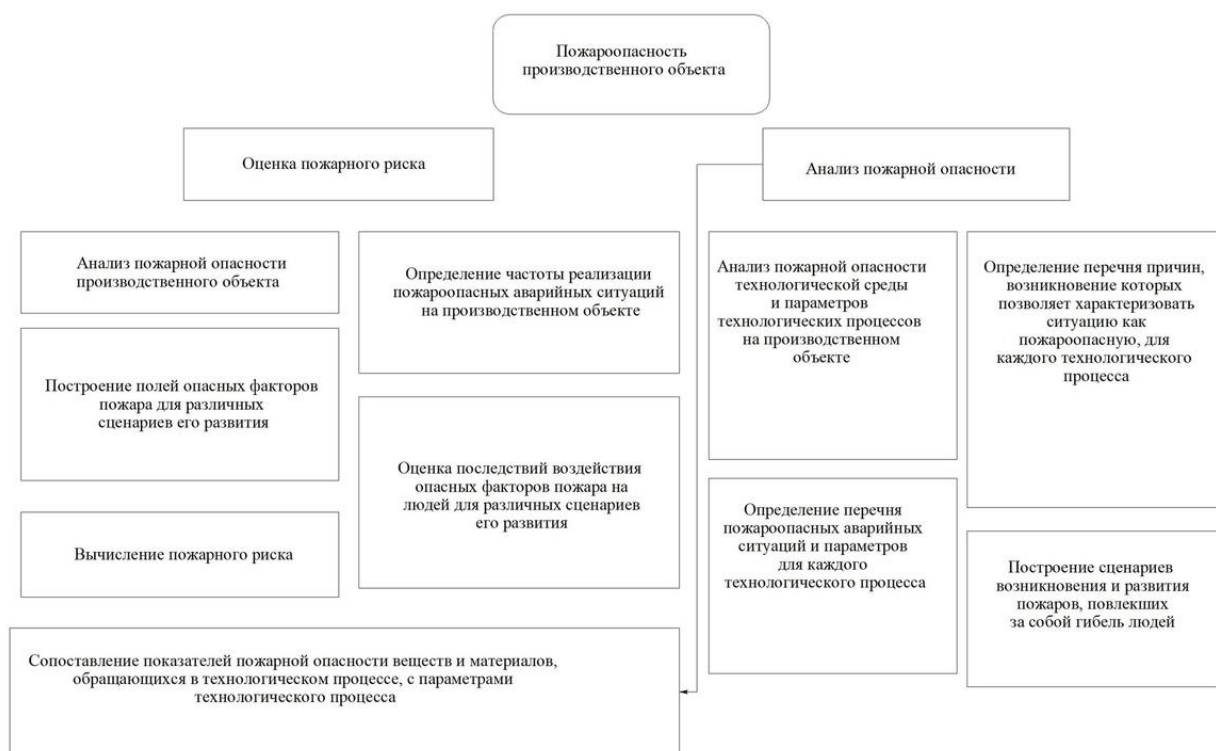 Пожароопасность
производственного объекта
Оценка пожарного риска
Анализ пожарной опасности
Анализ пожарной опасности
производственного объекта
Определение частоты реализации
пожароопасных аварийных ситуаций
на производственном объекте
Анализ пожарной опасности
технологической среды
и параметров
технологических процессов
на производственном
объекте
Определение перечня причин,
возникновение которых
позволяет характеризовать
ситуацию как
пожароопасную, для
каждого технологического
процесса
Построение полей опасных факторов
пожара для различных
сценариев его развития
Оценка последствий воздействия
опасных факторов пожара на
людей для различных сценариев
его развития
Определение перечня
пожароопасных аварийных
ситуаций и параметров
для каждого
технологического процесса
Вычисление пожарного риска
Построение сценариев
возникновения и развития
пожаров, повлекших
за собой гибель людей
Сопоставление показателей пожарной опасности веществ и материалов,
обращающихся в технологическом процессе, с параметрами
технологического процесса